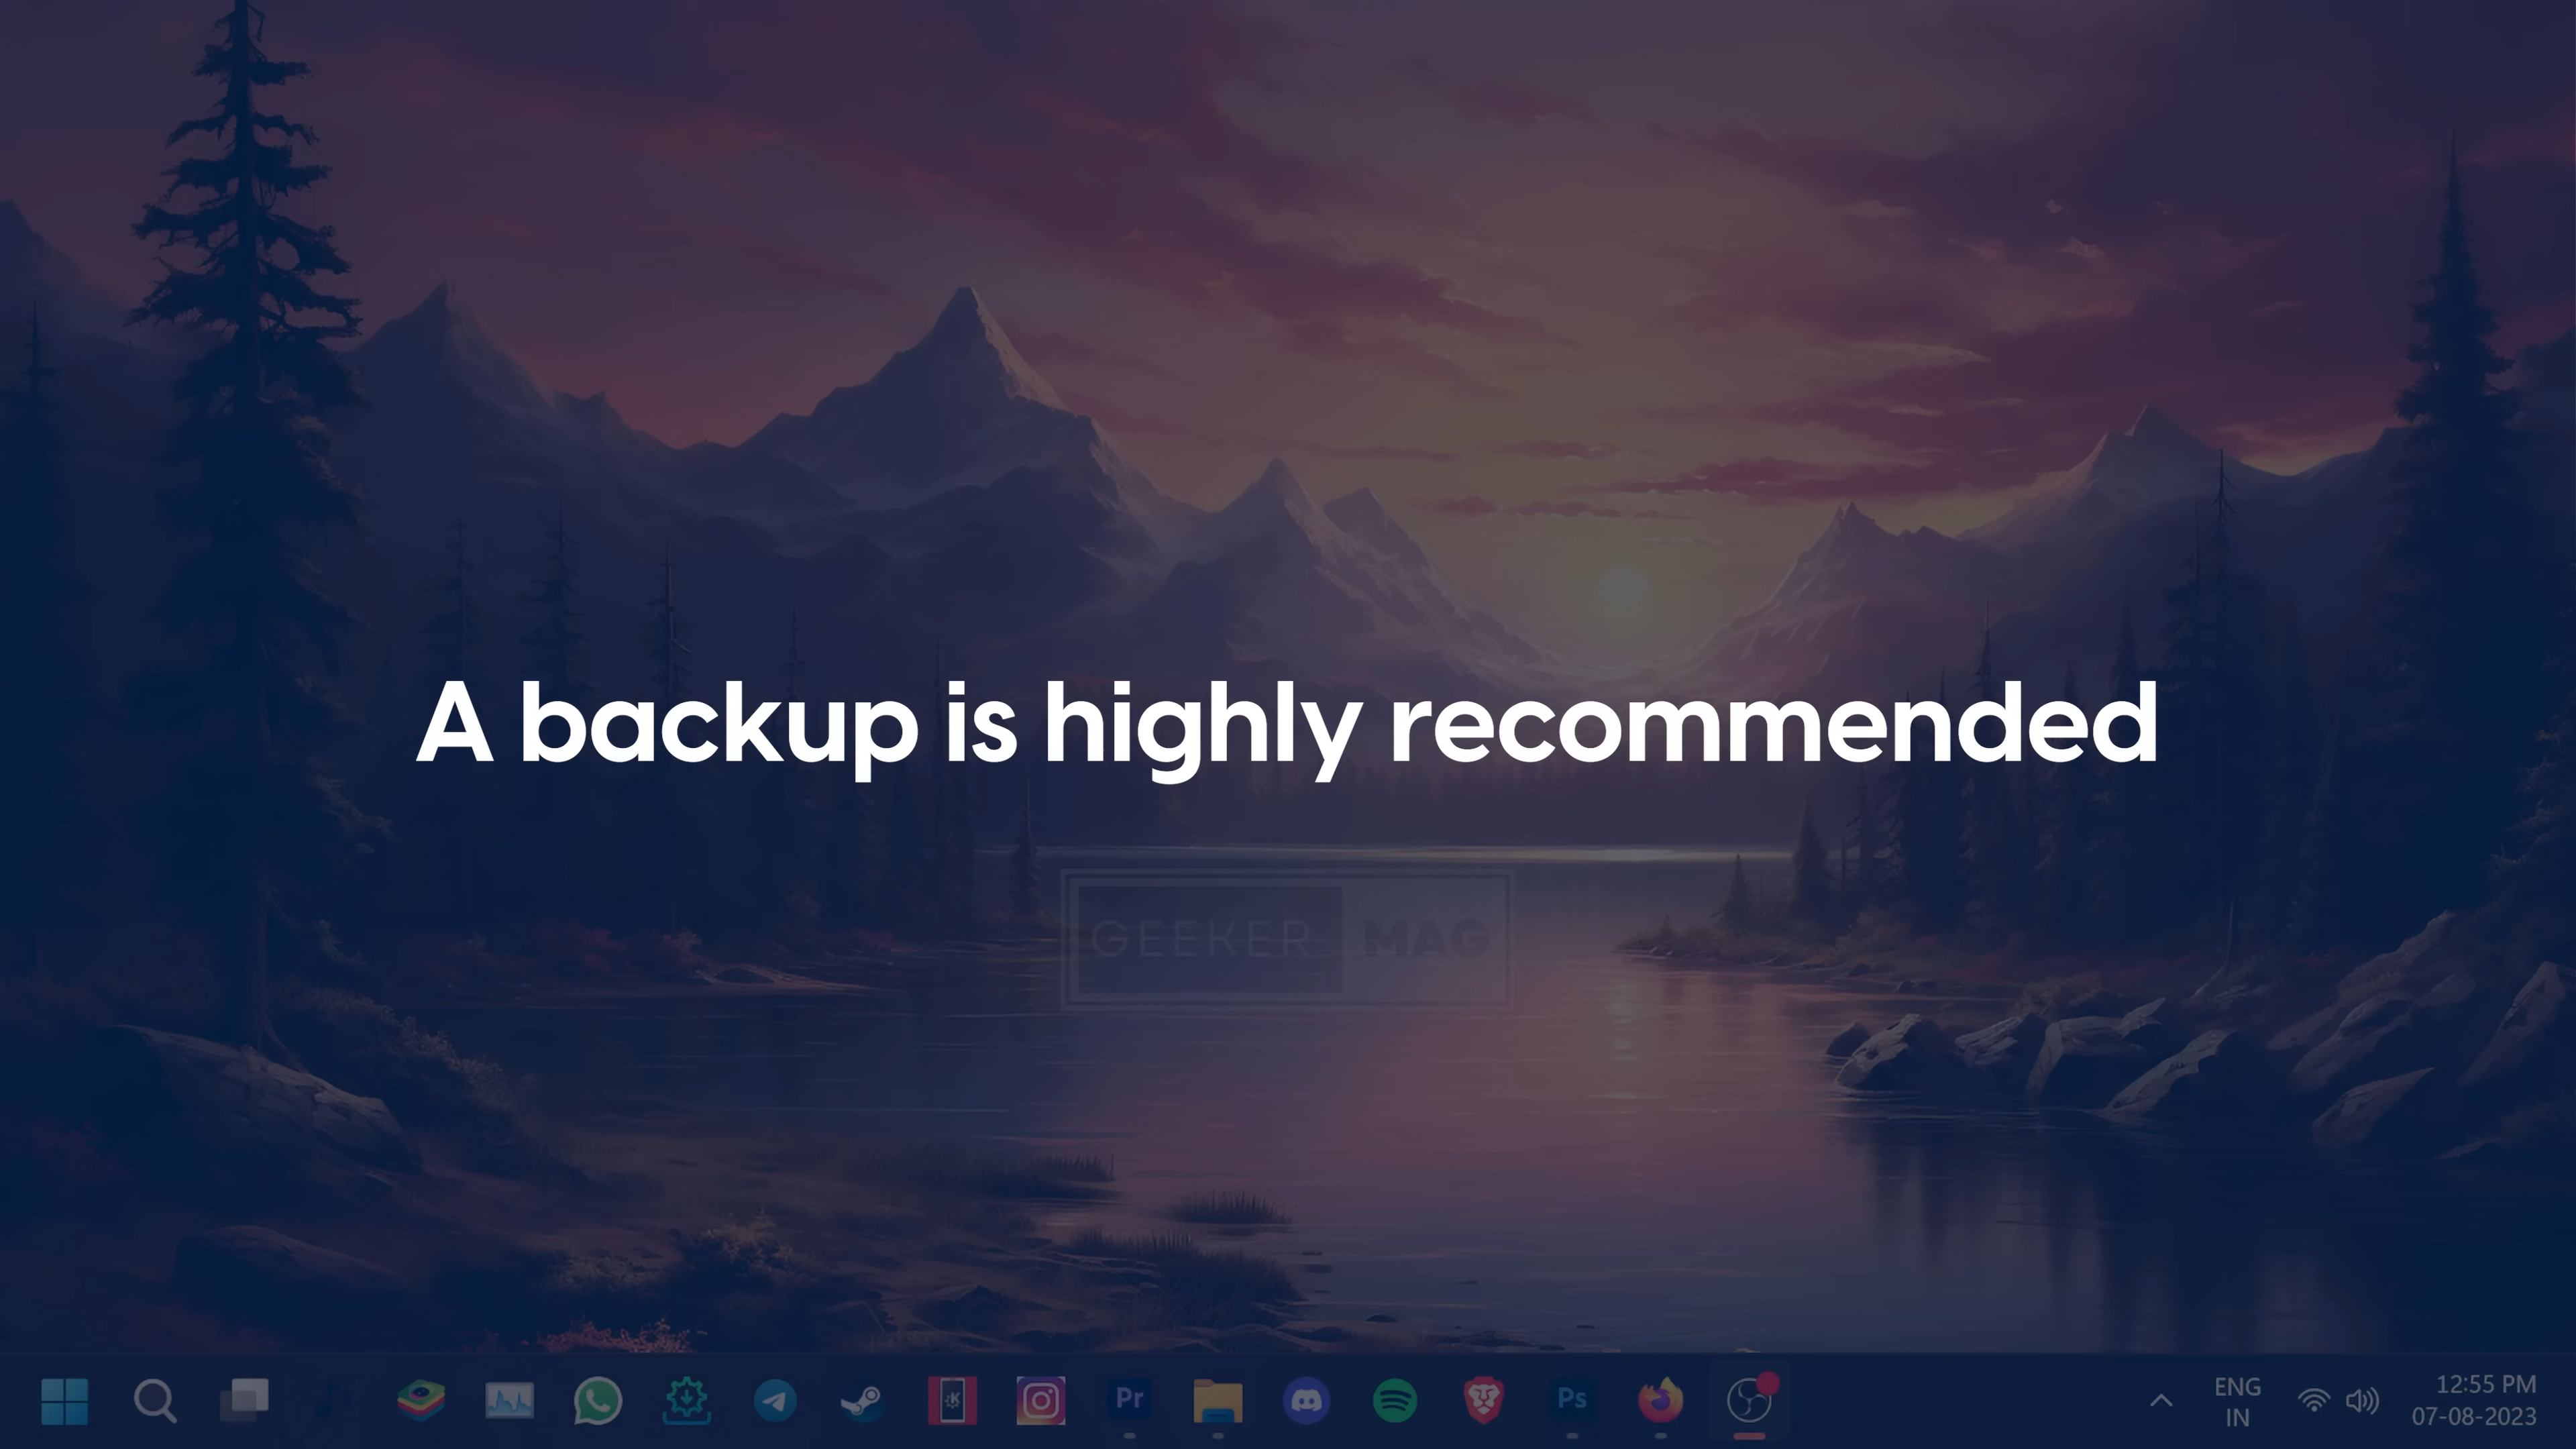 A backup is highly recommended
GEEKER MAG
Pr
Ps
ENG
IN
12:55 PM
07-08-2023